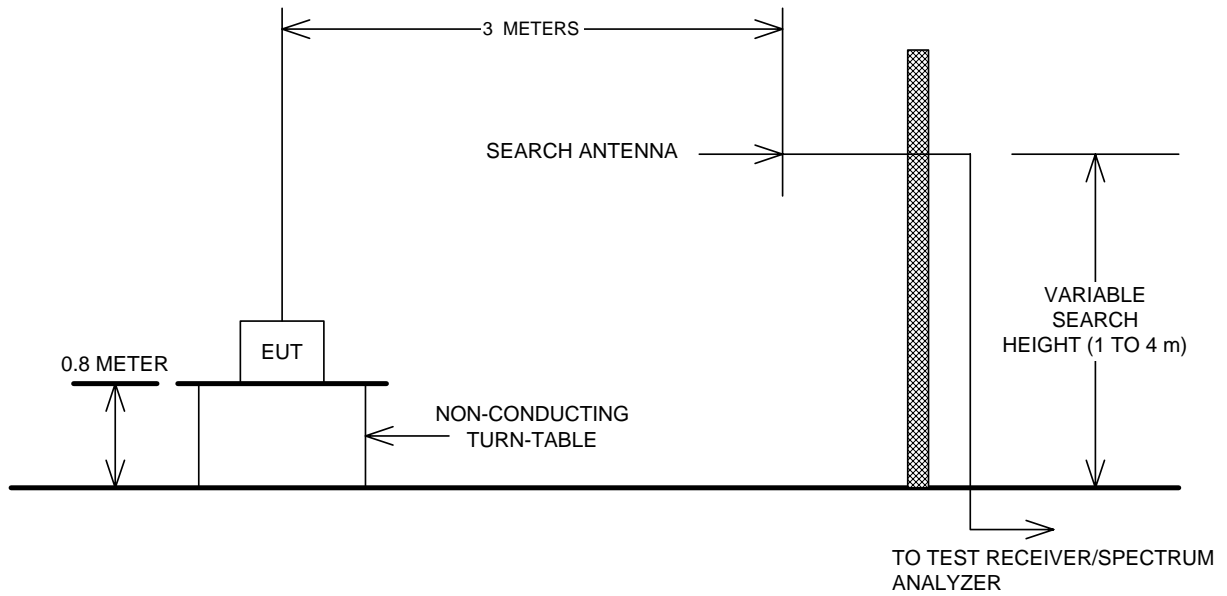 3 METERS
SEARCH ANTENNA
EUT
0.8 METER
NON-CONDUCTING
TURN-TABLE
VARIABLE
SEARCH
HEIGHT (1 TO 4 m)
TO TEST RECEIVER/SPECTRUM
ANALYZER